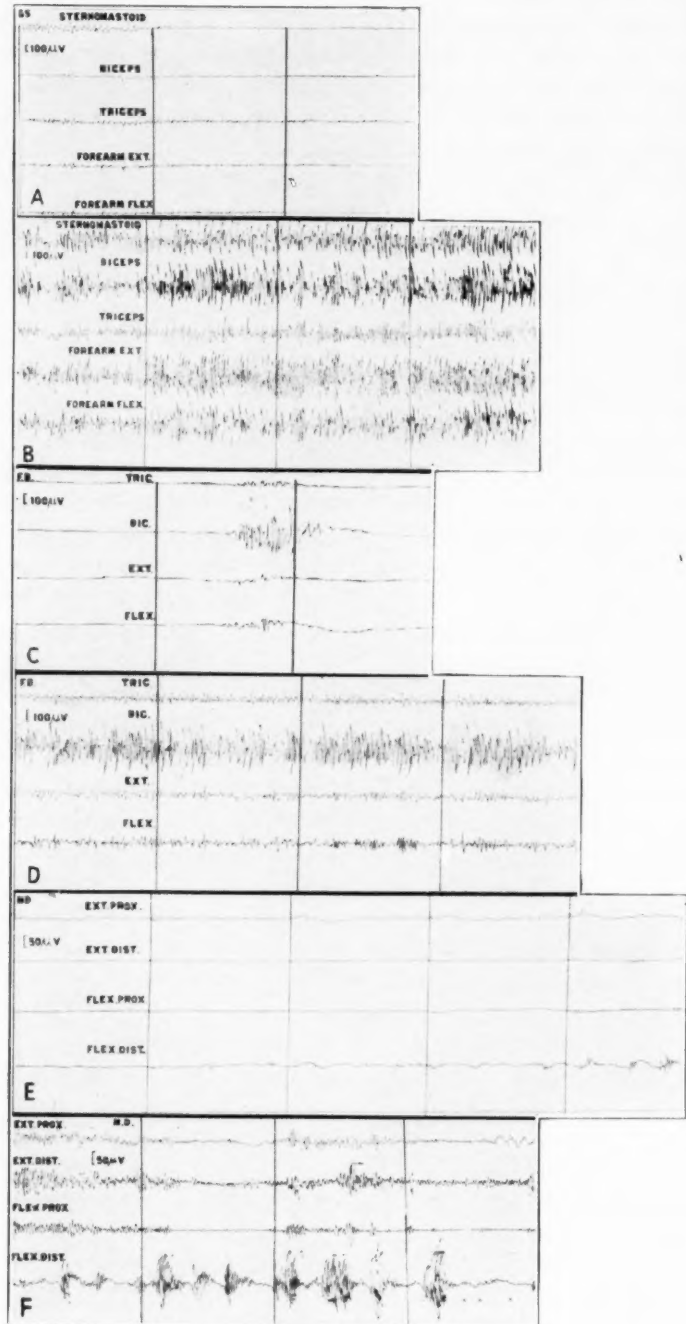 GS STERNOMASTOID
[100μV
BICEPS
TRICEPS
FOREARM EXT.
A
FOREARM FLEX
STERNOMASTOID
[100μV
BICEPS
TRICEPS
FOREARM EXT
FOREARM FLEX
B
F.B. TRIC.
[100μV
BIC.
EXT.
FLEX.
C
F.B. TRIC
[100μV
BIC.
EXT.
FLEX
D
MD EXT.PROX.
[50μV
EXT.DIST.
FLEX.PROX
FLEX.DIST.
E
EXT.PROX. M.D.
EXT.DIST. [50μV
FLEX.PROX
FLEX.DIST.
F